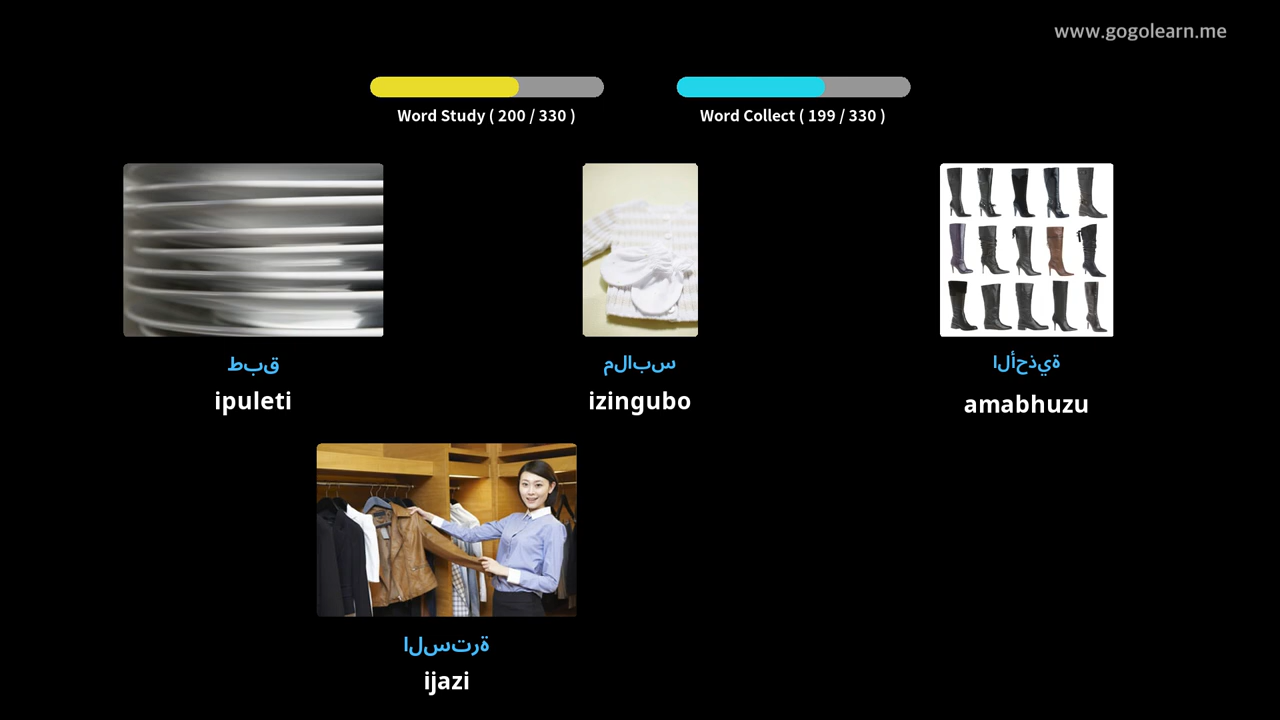 www.gogolearn.me
Word Study ( 200 / 330 )
Word Collect ( 199 / 330 )
طبق
ipuleti
ملابس
izingubo
الأحذية
amabhuzu
السترة
ijazi